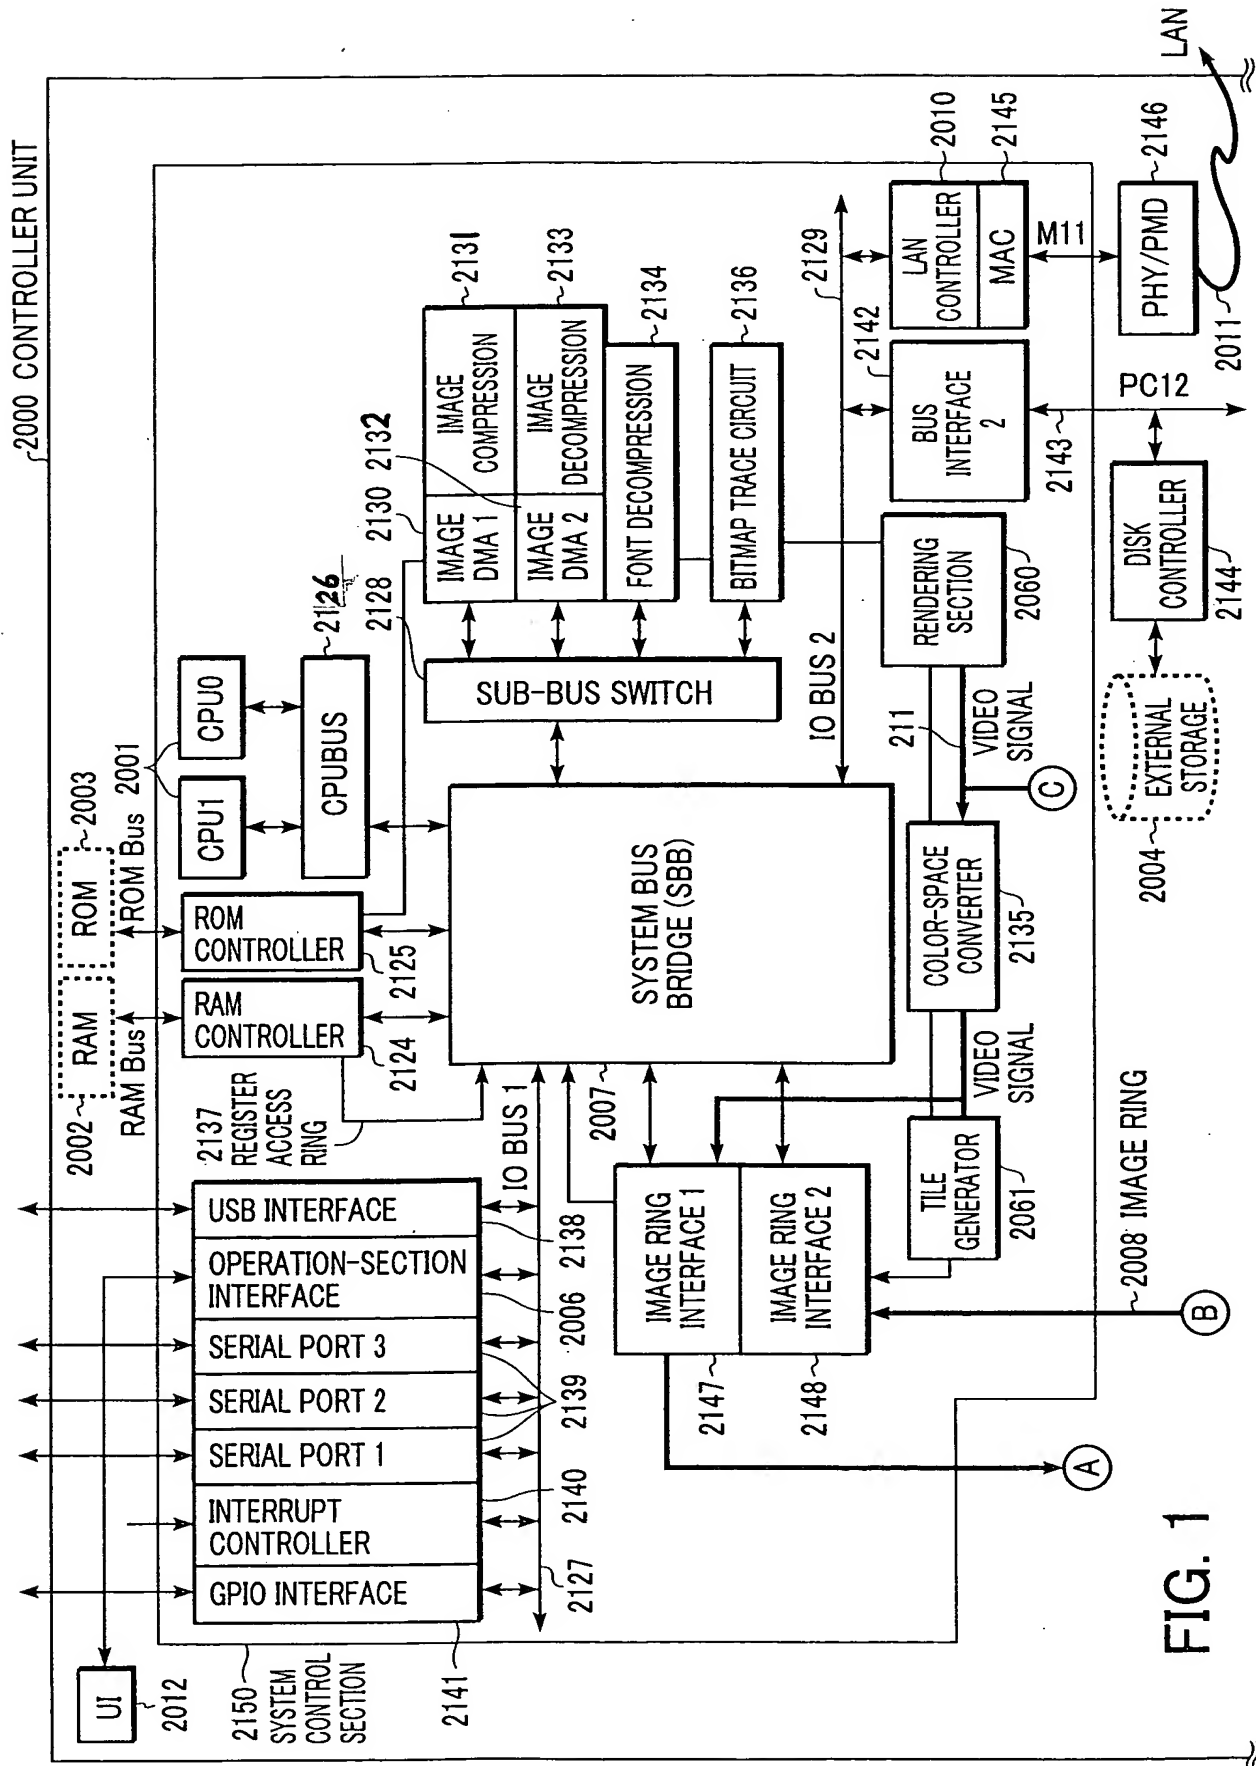 2000 CONTROLLER UNIT
LAN
UI
2012
2150
SYSTEM
CONTROL
SECTION
2141
GPIO INTERFACE
INTERRUPT
CONTROLLER
SERIAL PORT 1
SERIAL PORT 2
SERIAL PORT 3
OPERATION-SECTION
INTERFACE
USB INTERFACE
2127
2140
2139
2006
2138
IO BUS 1
2002
RAM
RAM Bus
ROM
2003
ROM Bus
2137
REGISTER
ACCESS
RING
RAM
CONTROLLER
2124
ROM
CONTROLLER
2125
2001
CPU1
CPU0
CPUBUS
2126
2128
SUB-BUS SWITCH
2130
IMAGE
DMA 1
IMAGE
COMPRESSION
2131
2132
IMAGE
DMA 2
IMAGE
DECOMPRESSION
2133
FONT DECOMPRESSION
2134
BITMAP TRACE CIRCUIT
2136
SYSTEM BUS
BRIDGE (SBB)
2007
IO BUS 2
2129
2142
LAN
CONTROLLER
2010
MAC
2145
M11
PHY/PMD
2146
2011
BUS
INTERFACE
2
2143
PC12
DISK
CONTROLLER
2144
EXTERNAL
STORAGE
2004
RENDERING
SECTION
2060
211
VIDEO
SIGNAL
C
COLOR-SPACE
CONVERTER
2135
VIDEO
SIGNAL
TILE
GENERATOR
2061
IMAGE RING
INTERFACE 1
IMAGE RING
INTERFACE 2
2147
2148
2008 IMAGE RING
A
B
FIG. 1